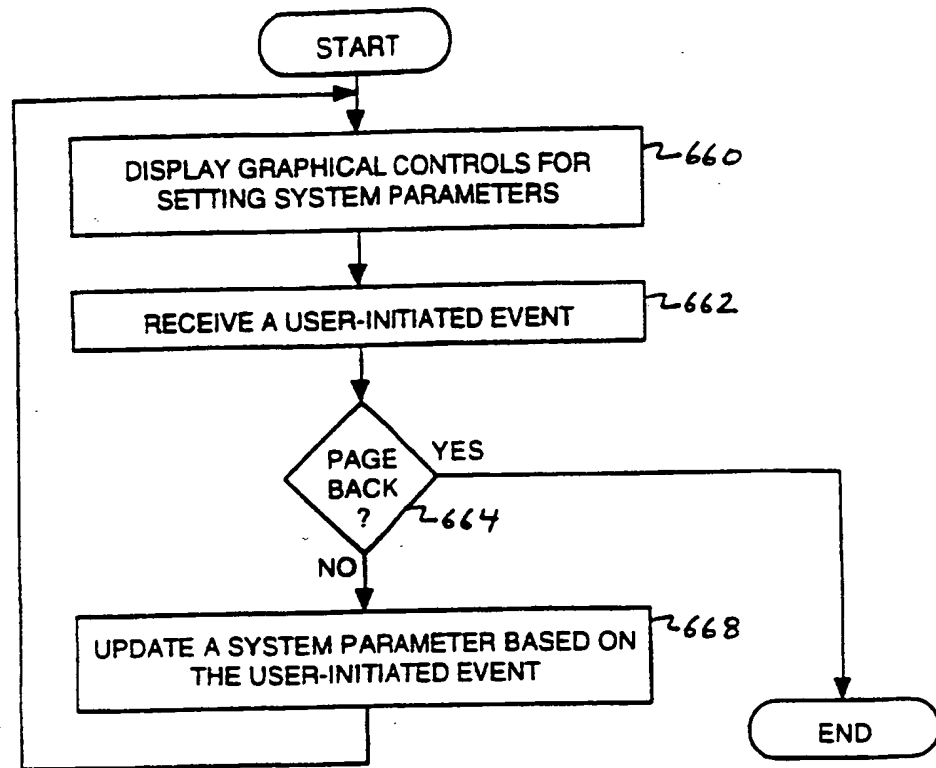 START
DISPLAY GRAPHICAL CONTROLS FOR
SETTING SYSTEM PARAMETERS
660
RECEIVE A USER-INITIATED EVENT
662
PAGE
BACK
?
YES
664
NO
UPDATE A SYSTEM PARAMETER BASED ON
THE USER-INITIATED EVENT
668
END